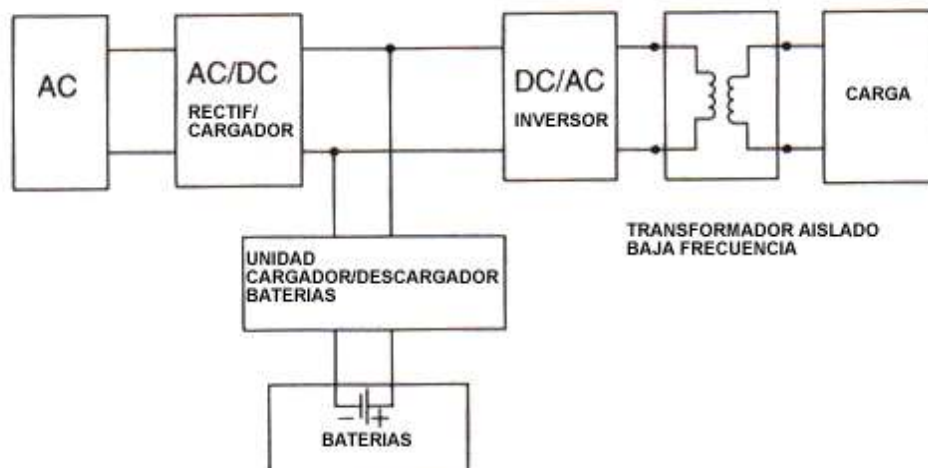 AC
AC/DC
RECTIF/
CARGADOR
DC/AC
INVERSOR
CARGA
TRANSFORMADOR AISLADO
BAJA FRECUENCIA
UNIDAD
CARGADOR/DESCARGADOR
BATERIAS
- +
BATERIAS